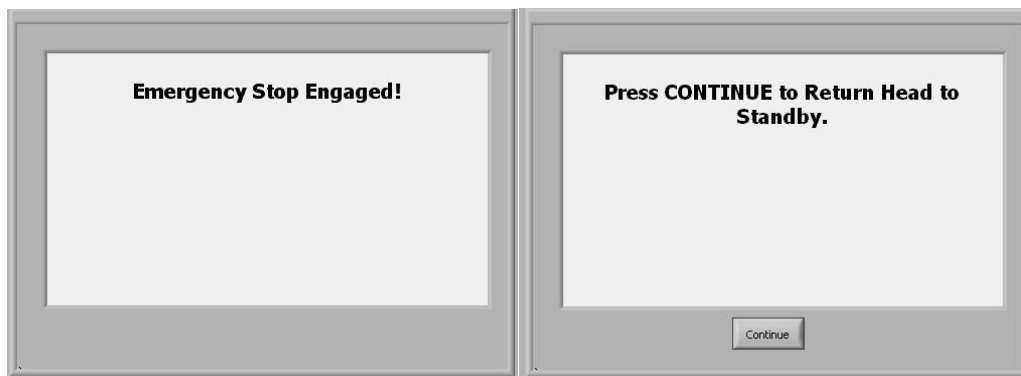 Emergency Stop Engaged!
Press CONTINUE to Return Head to
Standby.
Continue